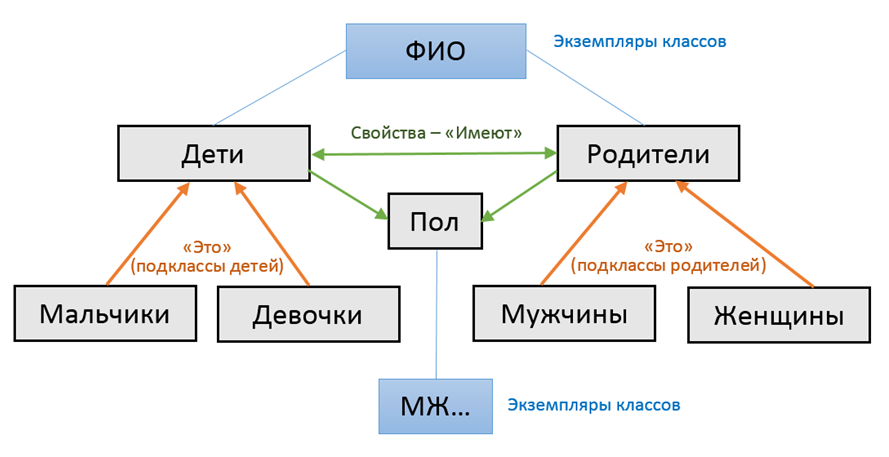 ФИО
Экземпляры классов
Свойства – «Имеют»
Дети
Родители
Пол
«Это»
(подклассы детей)
«Это»
(подклассы родителей)
Мальчики
Девочки
Мужчины
Женщины
МЖ...
Экземпляры классов